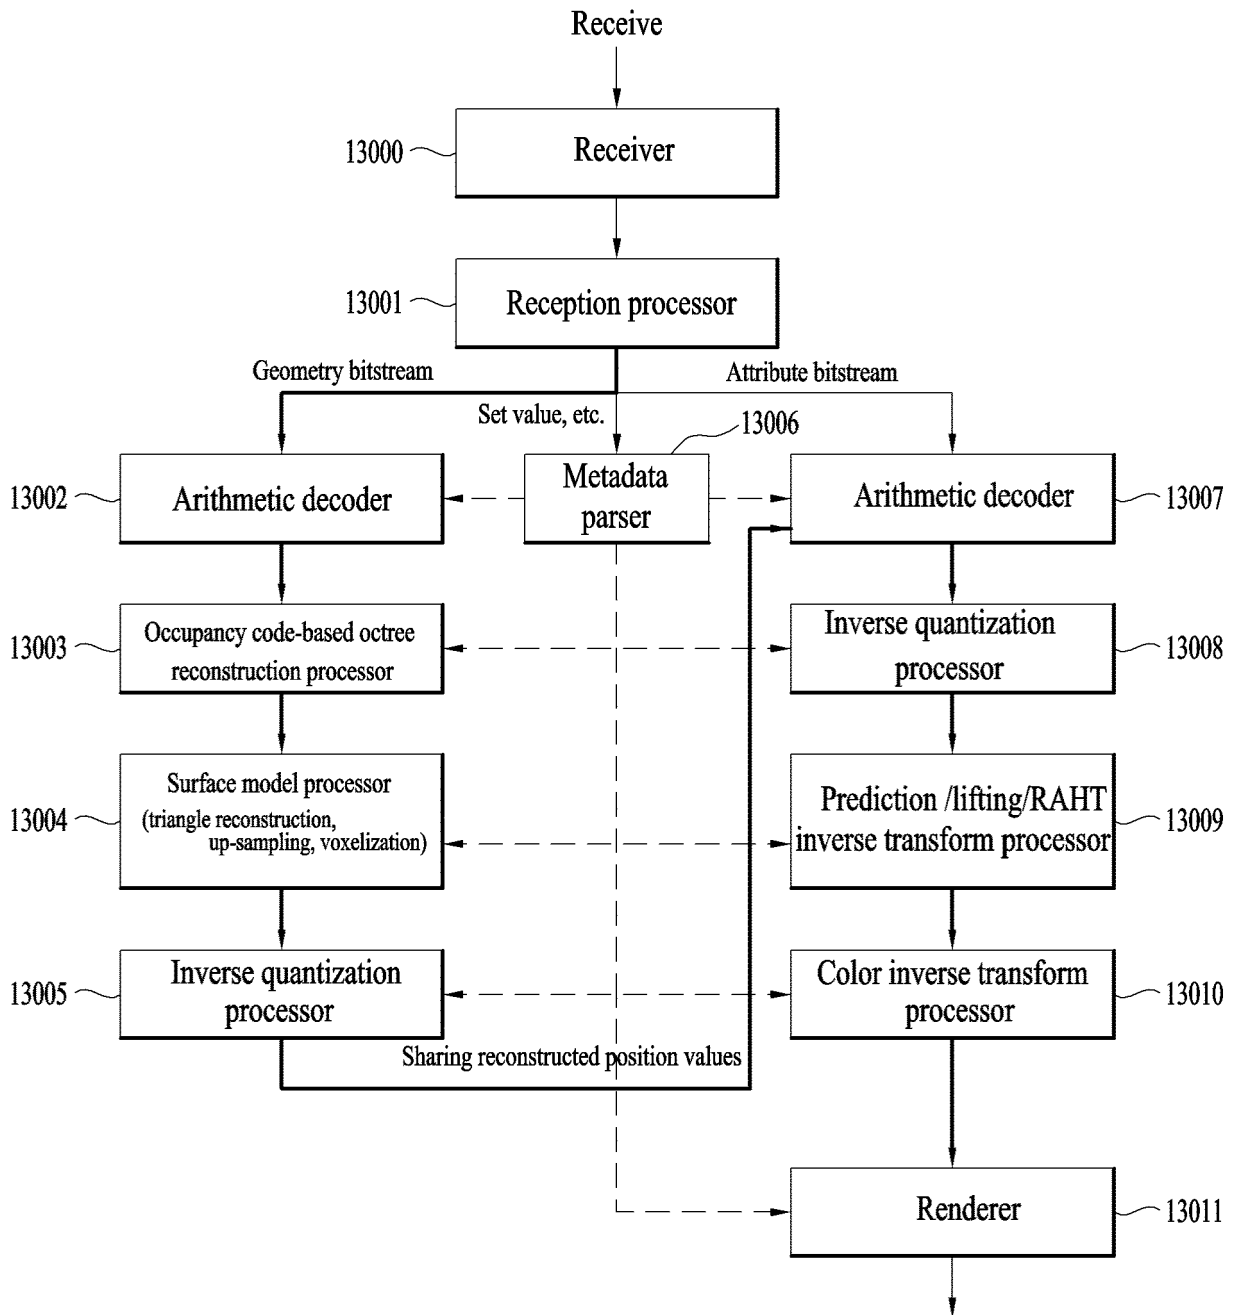 Receive
13000
Receiver
13001
Reception processor
Geometry bitstream
Attribute bitstream
Set value, etc.
13006
13002
Arithmetic decoder
Metadata
parser
Arithmetic decoder
13007
13003
Occupancy code-based octree
reconstruction processor
Inverse quantization
processor
13008
13004
Surface model processor
(triangle reconstruction,
up-sampling, voxelization)
Prediction /lifting/RAHT
inverse transform processor
13009
13005
Inverse quantization
processor
Color inverse transform
processor
13010
Sharing reconstructed position values
Renderer
13011